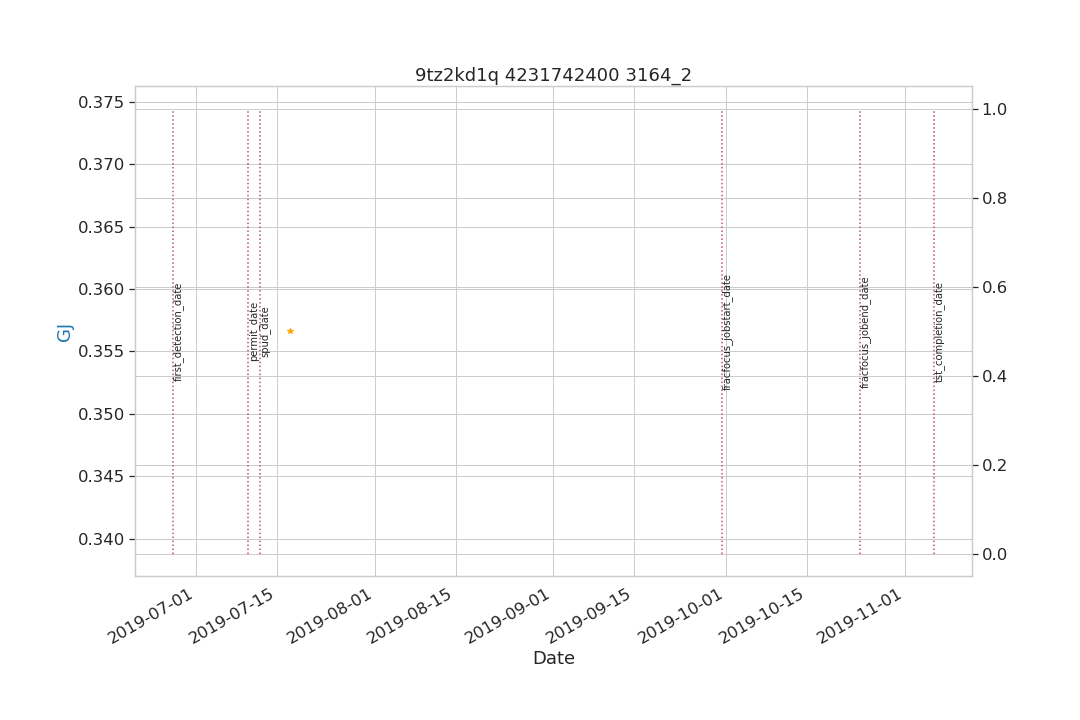 9tz2kd1q 4231742400 3164_2
0.375
0.370
0.365
0.360
0.355
0.350
0.345
0.340
GJ
1.0
0.8
0.6
0.4
0.2
0.0
first_detection_date
permit_date
spud_date
fracfocus_jobstart_date
fracfocus_jobend_date
tst_completion_date
2019-07-01
2019-07-15
2019-08-01
2019-08-15
2019-09-01
2019-09-15
2019-10-01
2019-10-15
2019-11-01
Date